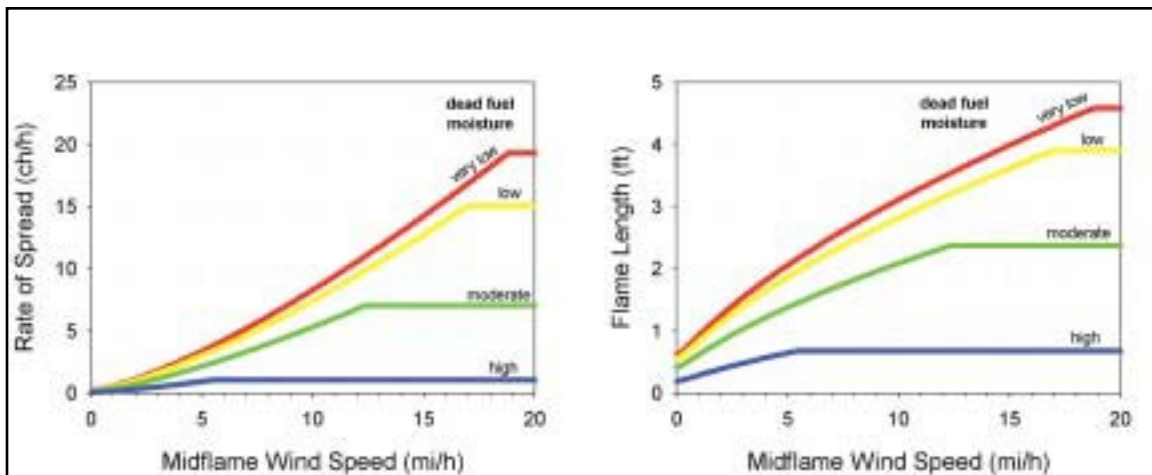 25
20
15
10
5
0
0
5
10
15
20
Rate of Spread (ch/h)
Midflame Wind Speed (mi/h)
dead fuel
moisture
very low
low
moderate
high
5
4
3
2
1
0
0
5
10
15
20
Flame Length (ft)
Midflame Wind Speed (mi/h)
dead fuel
moisture
very low
low
moderate
high